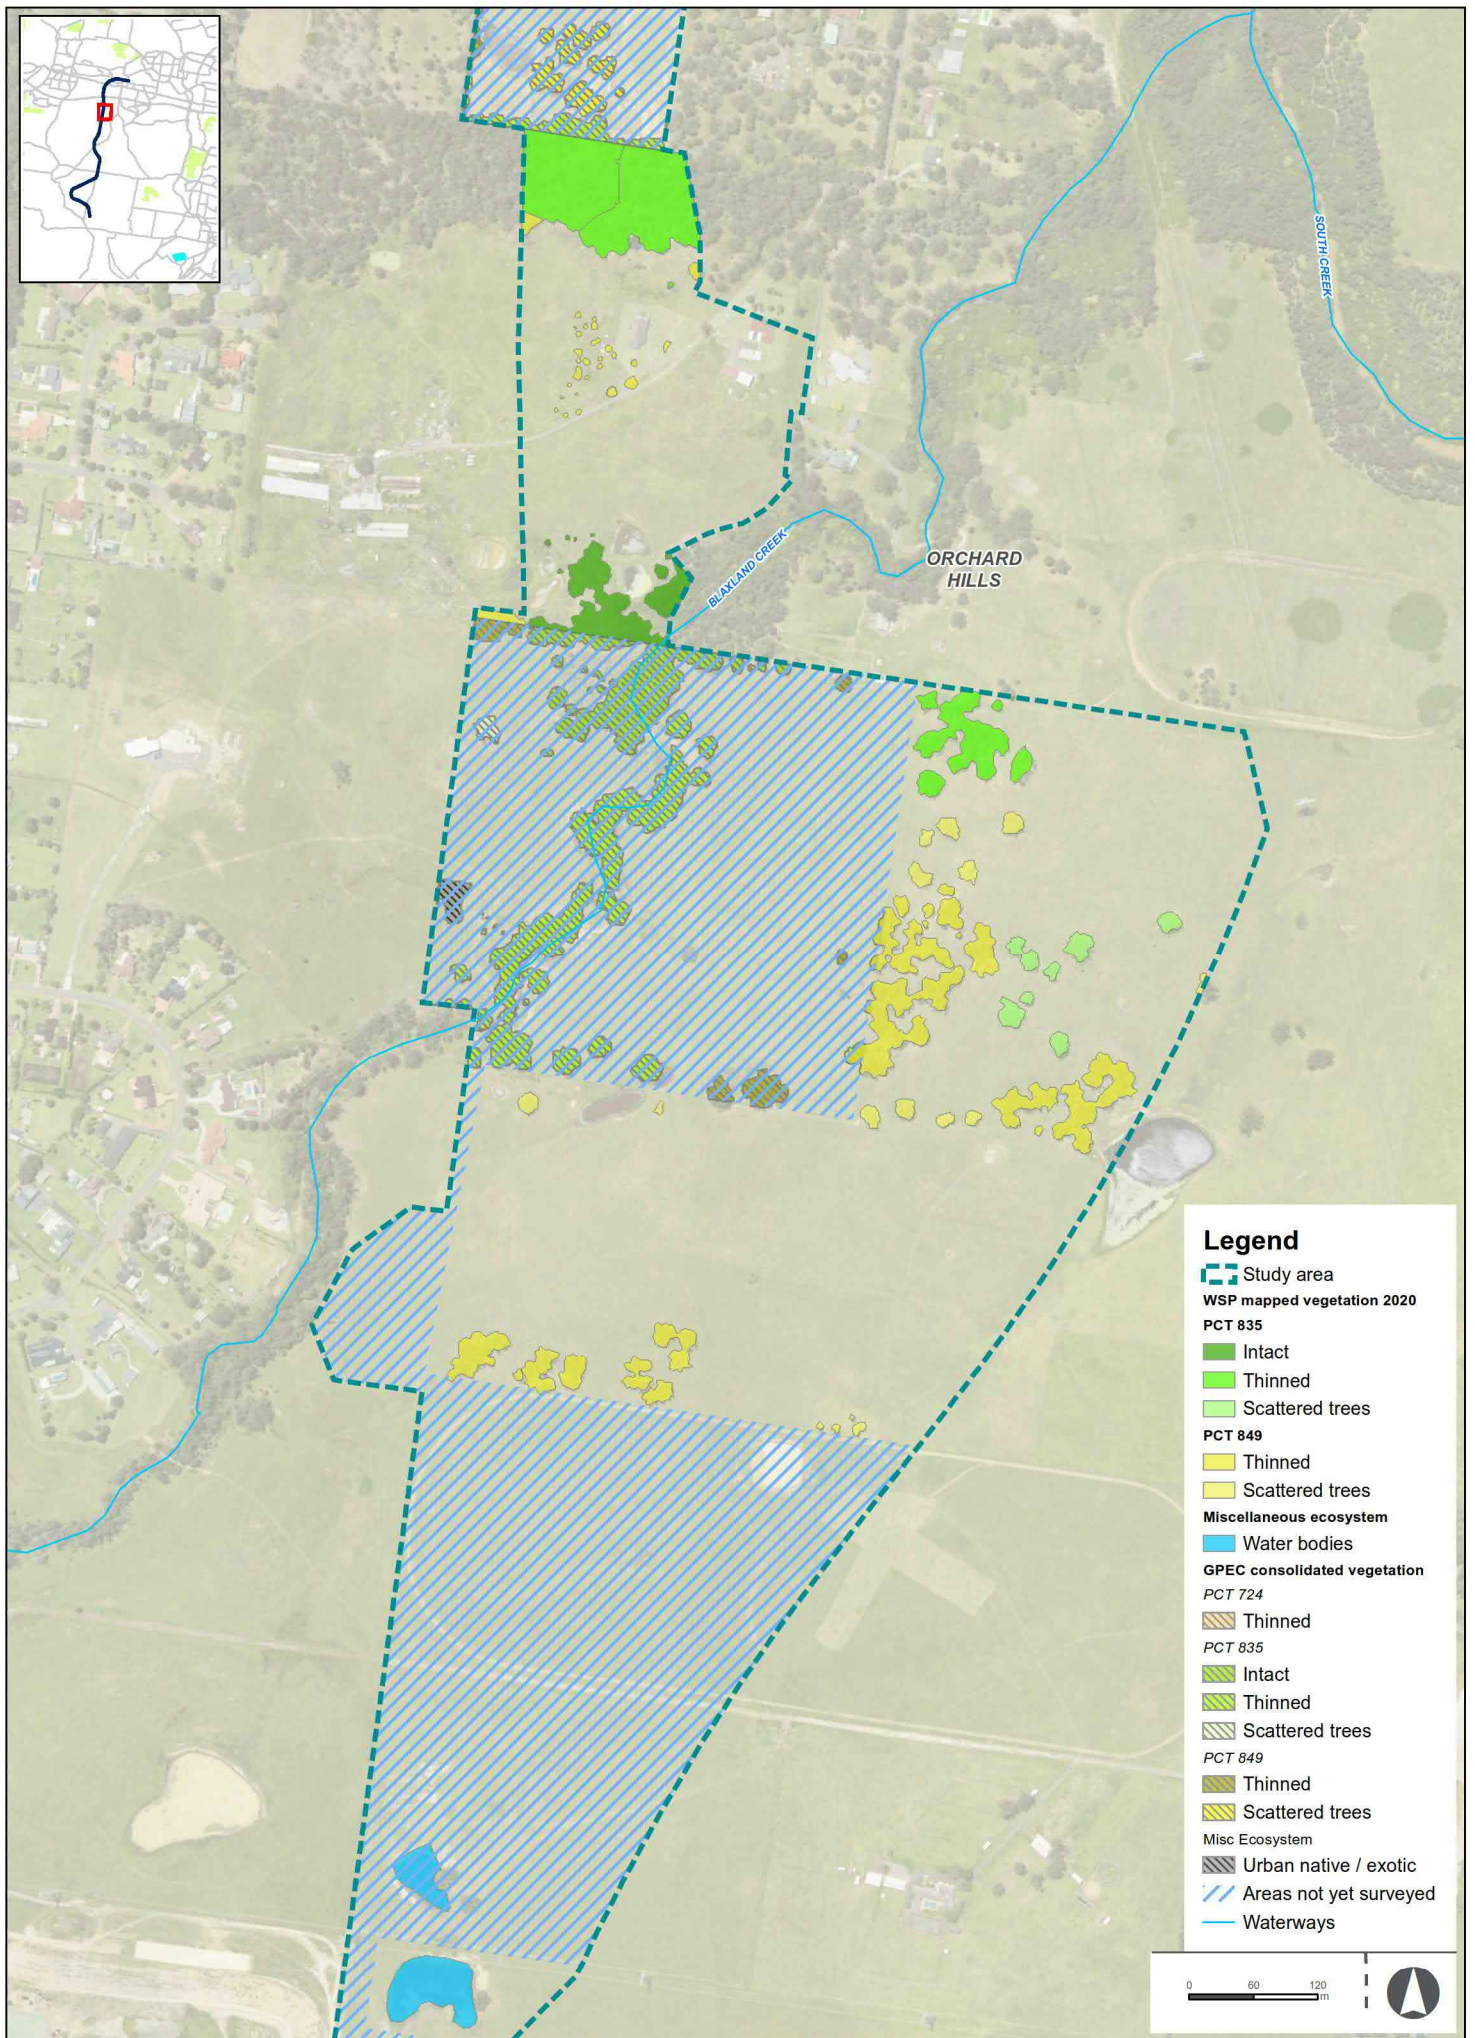 SOUTH CREEK
BLAXLAND CREEK
ORCHARD
HILLS
Legend
Study area
WSP mapped vegetation 2020
PCT 835
Intact
Thinned
Scattered trees
PCT 849
Thinned
Scattered trees
Miscellaneous ecosystem
Water bodies
GPEC consolidated vegetation
PCT 724
Thinned
PCT 835
Intact
Thinned
Scattered trees
PCT 849
Thinned
Scattered trees
Misc Ecosystem
Urban native / exotic
Areas not yet surveyed
Waterways
0 60 120
m